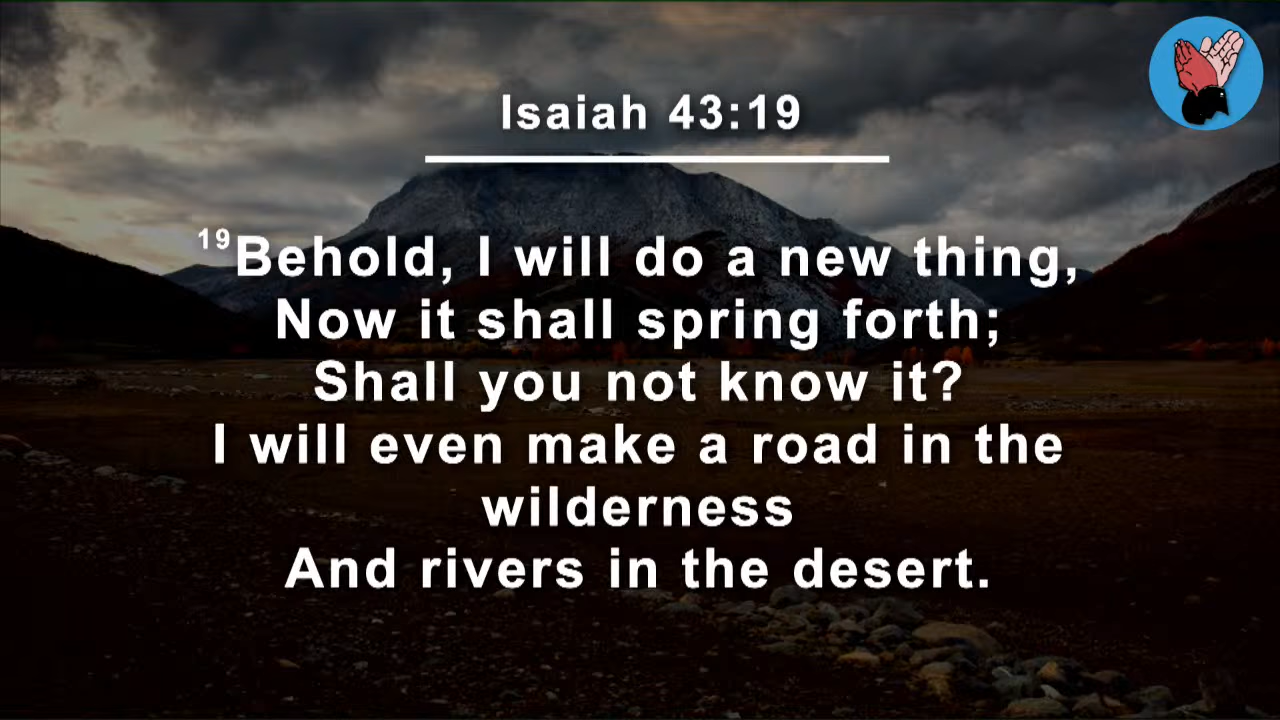 Isaiah 43:19
19Behold, I will do a new thing,
Now it shall spring forth;
Shall you not know it?
I will even make a road in the
wilderness
And rivers in the desert.